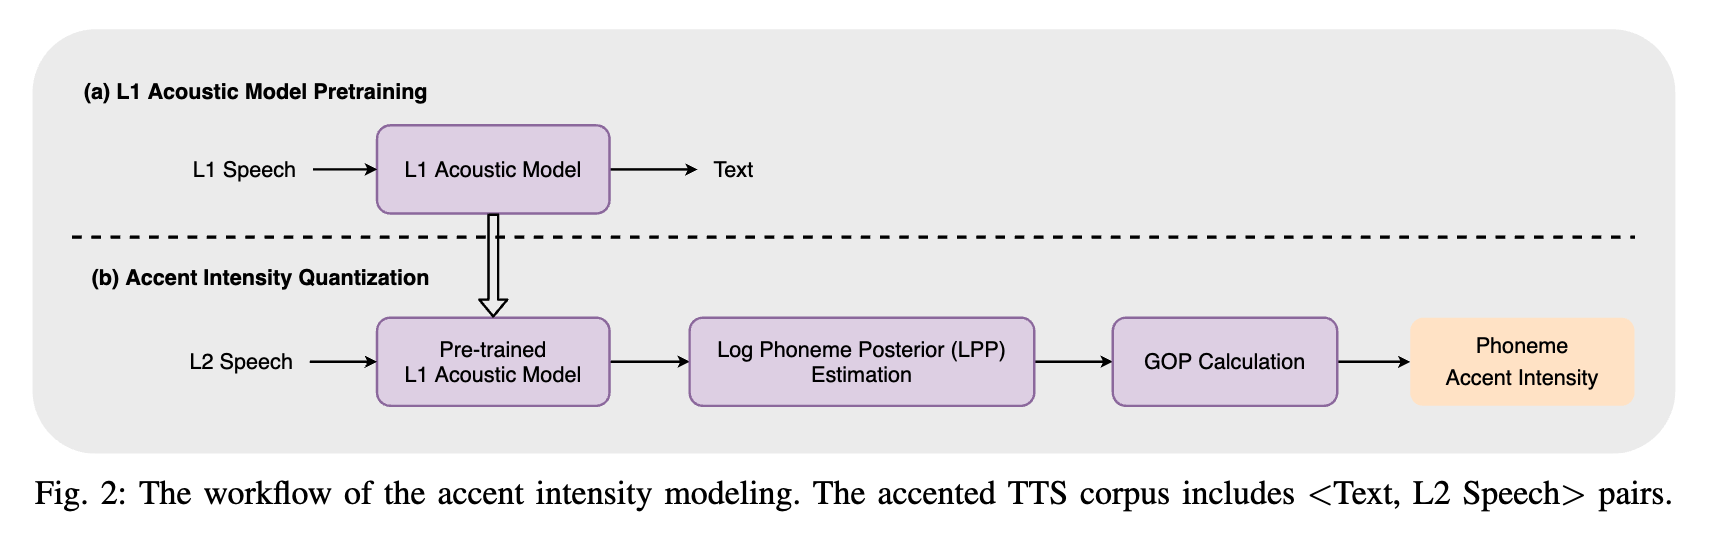 (a) L1 Acoustic Model Pretraining
L1 Speech
L1 Acoustic Model
Text
(b) Accent Intensity Quantization
L2 Speech
Pre-trained
L1 Acoustic Model
Log Phoneme Posterior (LPP)
Estimation
GOP Calculation
Phoneme
Accent Intensity
Fig. 2: The workflow of the accent intensity modeling. The accented TTS corpus includes <Text, L2 Speech> pairs.